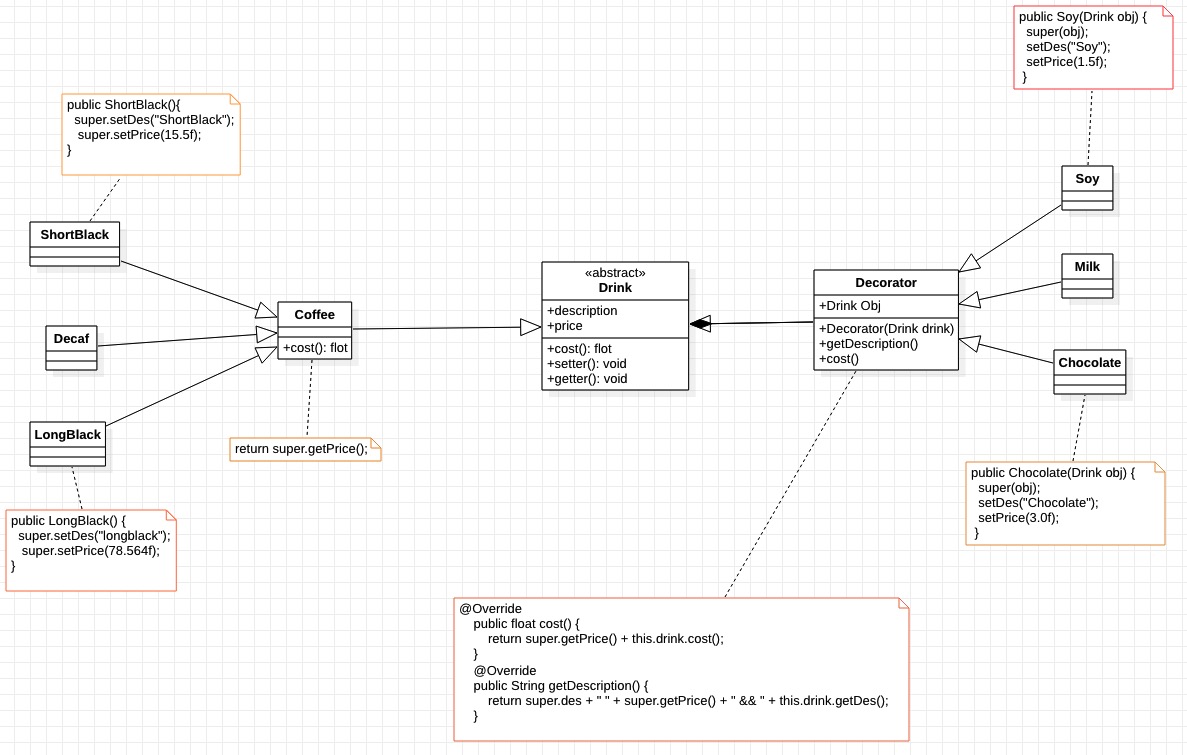 public Soy(Drink obj) {
super(obj);
setDes("Soy");
setPrice(1.5f);
}
public ShortBlack(){
super.setDes("ShortBlack");
super.setPrice(15.5f);
}
Soy
ShortBlack
Milk
«abstract»
Drink
+description
+price
+cost(): flot
+setter(): void
+getter(): void
Decorator
+Drink Obj
+Decorator(Drink drink)
+getDescription()
+cost()
Coffee
+cost(): flot
Decaf
Chocolate
LongBlack
return super.getPrice();
public Chocolate(Drink obj) {
super(obj);
setDes("Chocolate");
setPrice(3.0f);
}
public LongBlack() {
super.setDes("longblack");
super.setPrice(78.564f);
}
@Override
public float cost() {
return super.getPrice() + this.drink.cost();
}
@Override
public String getDescription() {
return super.des + " " + super.getPrice() + " && " + this.drink.getDes();
}